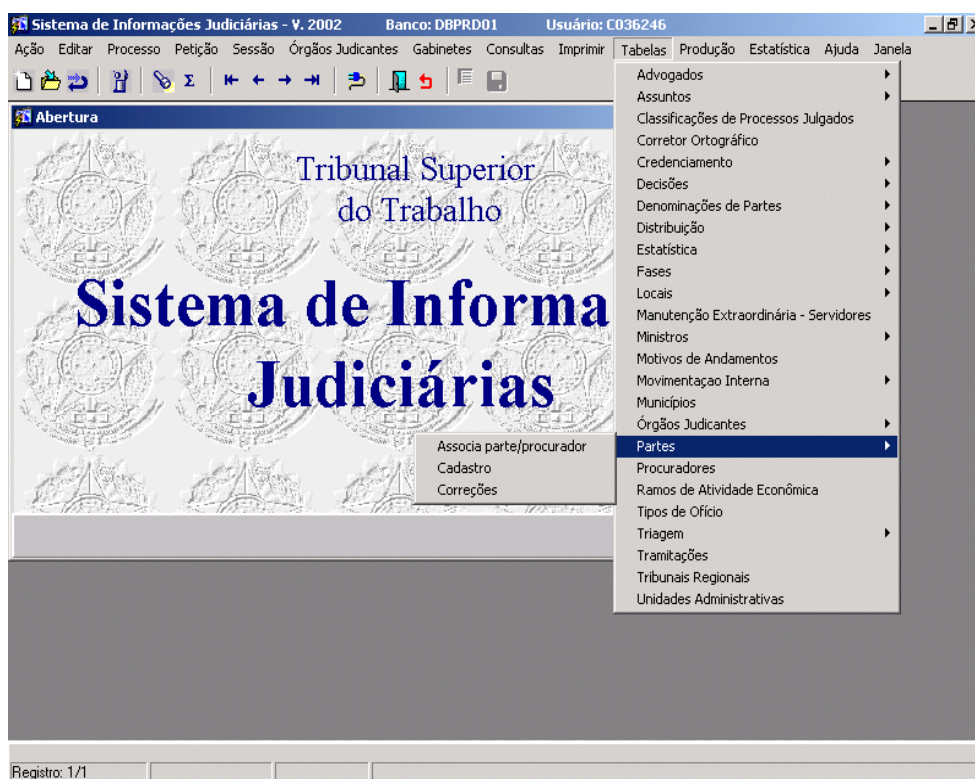 Sistema de Informações Judiciárias - V. 2002 Banco: DBPRD01 Usuário: C036246
Ação Editar Processo Petição Sessão Órgãos Judicantes Gabinetes Consultas Imprimir Tabelas Produção Estatística Ajuda Janela
Abertura
Tribunal Superior
do Trabalho
Sistema de Informa
Judiciárias
Advogados
Assuntos
Classificações de Processos Julgados
Corretor Ortográfico
Credenciamento
Decisões
Denominações de Partes
Distribuição
Estatística
Fases
Locais
Manutenção Extraordinária - Servidores
Ministros
Motivos de Andamentos
Movimentaçao Interna
Municípios
Órgãos Judicantes
Partes
Associa parte/procurador
Cadastro
Correções
Procuradores
Ramos de Atividade Econômica
Tipos de Ofício
Triagem
Tramitações
Tribunais Regionais
Unidades Administrativas
Registro: 1/1